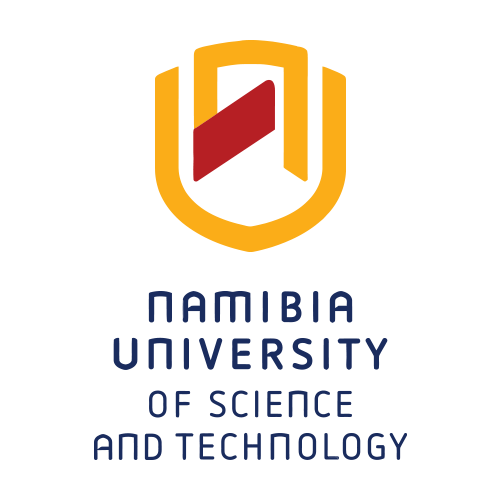 NAMIBIA
UNIVERSITY
OF SCIENCE
AND TECHNOLOGY